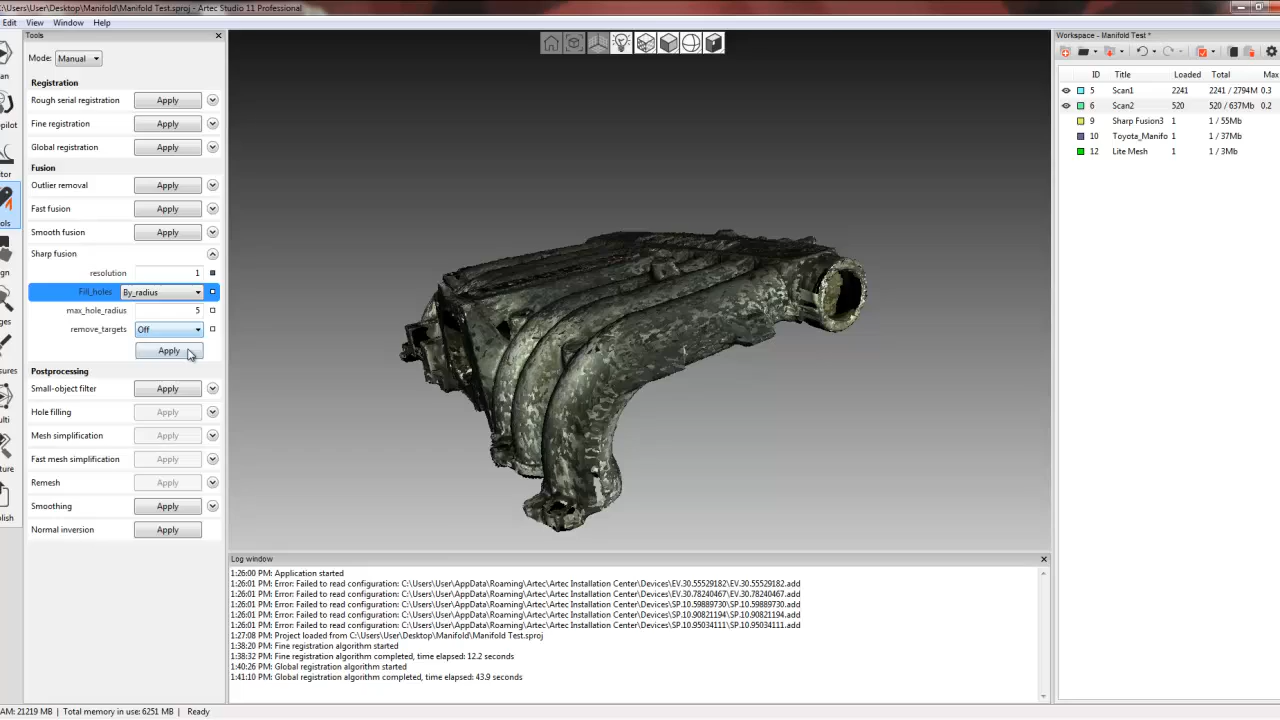 C:\Users\User\Desktop\Manifold\Manifold Test.sproj - Artec Studio 11 Professional
Edit View Window Help
Tools
Mode: Manual
Registration
Rough serial registration Apply
Fine registration Apply
Global registration Apply
Fusion
Outlier removal Apply
Fast fusion Apply
Smooth fusion Apply
Sharp fusion
resolution 1
Fill_holes By_radius
max_hole_radius 5
remove_targets Off
Apply
Postprocessing
Small-object filter Apply
Hole filling Apply
Mesh simplification Apply
Fast mesh simplification Apply
Remesh Apply
Smoothing Apply
Normal inversion Apply
Log window
1:26:00 PM: Application started
1:26:01 PM: Error: Failed to read configuration: C:\Users\User\AppData\Roaming\Artec\Artec Installation Center\Devices\EV.30.55529182\EV.30.55529182.add
1:26:01 PM: Error: Failed to read configuration: C:\Users\User\AppData\Roaming\Artec\Artec Installation Center\Devices\EV.30.78240467\EV.30.78240467.add
1:26:01 PM: Error: Failed to read configuration: C:\Users\User\AppData\Roaming\Artec\Artec Installation Center\Devices\SP.10.59889730\SP.10.59889730.add
1:26:01 PM: Error: Failed to read configuration: C:\Users\User\AppData\Roaming\Artec\Artec Installation Center\Devices\SP.10.90821194\SP.10.90821194.add
1:26:01 PM: Error: Failed to read configuration: C:\Users\User\AppData\Roaming\Artec\Artec Installation Center\Devices\SP.10.95034111\SP.10.95034111.add
1:27:08 PM: Project loaded from C:\Users\User\Desktop\Manifold\Manifold Test.sproj
1:38:20 PM: Fine registration algorithm started
1:38:32 PM: Fine registration algorithm completed, time elapsed: 12.2 seconds
1:40:26 PM: Global registration algorithm started
1:41:10 PM: Global registration algorithm completed, time elapsed: 43.9 seconds
Workspace - Manifold Test *
ID Title Loaded Total Max
5 Scan1 2241 2241 / 2794M 0.3
6 Scan2 520 520 / 637Mb 0.2
9 Sharp Fusion3 1 1 / 55Mb
10 Toyota_Manifo 1 1 / 37Mb
12 Lite Mesh 1 1 / 3Mb
AM: 21219 MB | Total memory in use: 6251 MB | Ready